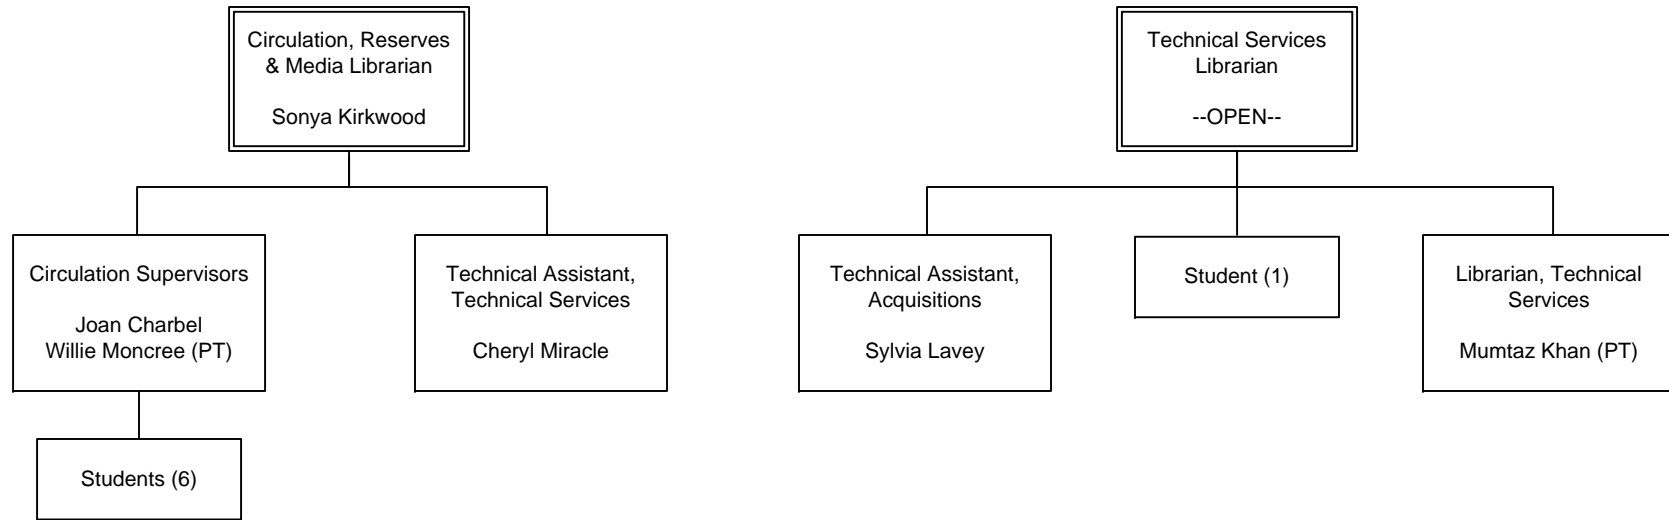 Circulation, Reserves
& Media Librarian
Sonya Kirkwood
Technical Services
Librarian
--OPEN--
Circulation Supervisors
Joan Charbel
Willie Moncree (PT)
Technical Assistant,
Technical Services
Cheryl Miracle
Technical Assistant,
Acquisitions
Sylvia Lavey
Student (1)
Librarian, Technical
Services
Mumtaz Khan (PT)
Students (6)